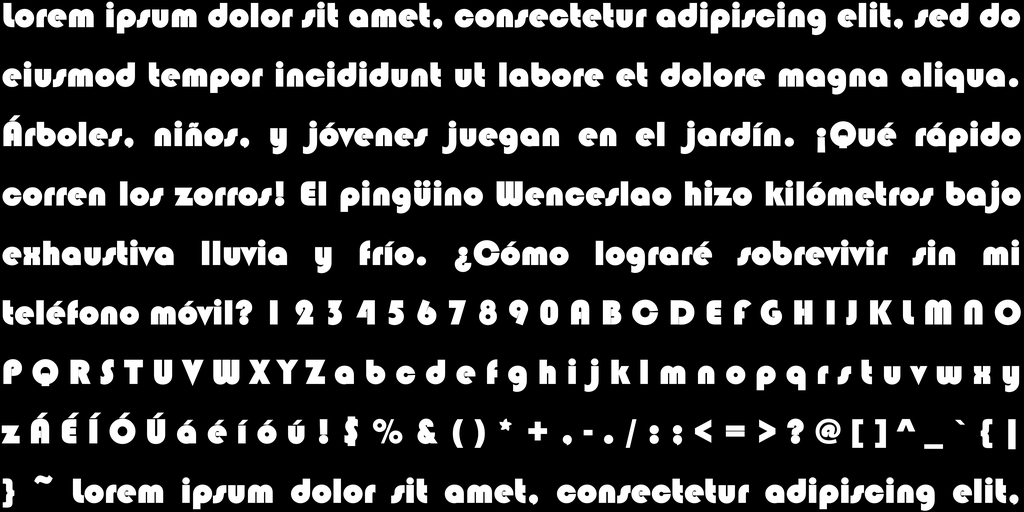 Lorem ipsum dolor sit amet, consectetur adipiscing elit, sed do
eiusmod tempor incididunt ut labore et dolore magna aliqua.
Árboles, niños, y jóvenes juegan en el jardín. ¡Qué rápido
corren los zorros! El pingüino Wenceslao hizo kilómetros bajo
exhaustiva lluvia y frío. ¿Cómo lograré sobrevivir sin mi
teléfono móvil? 1 2 3 4 5 6 7 8 9 0 A B C D E F G H I J K L M N O
P Q R S T U V W X Y Z a b c d e f g h i j k l m n o p q r s t u v w x y
z Á É Í Ó Ú á é í ó ú ! $ % & ( ) * + , - . / : ; < = > ? @ [ ] ^ _ ` { |
} ~ Lorem ipsum dolor sit amet, consectetur adipiscing elit,